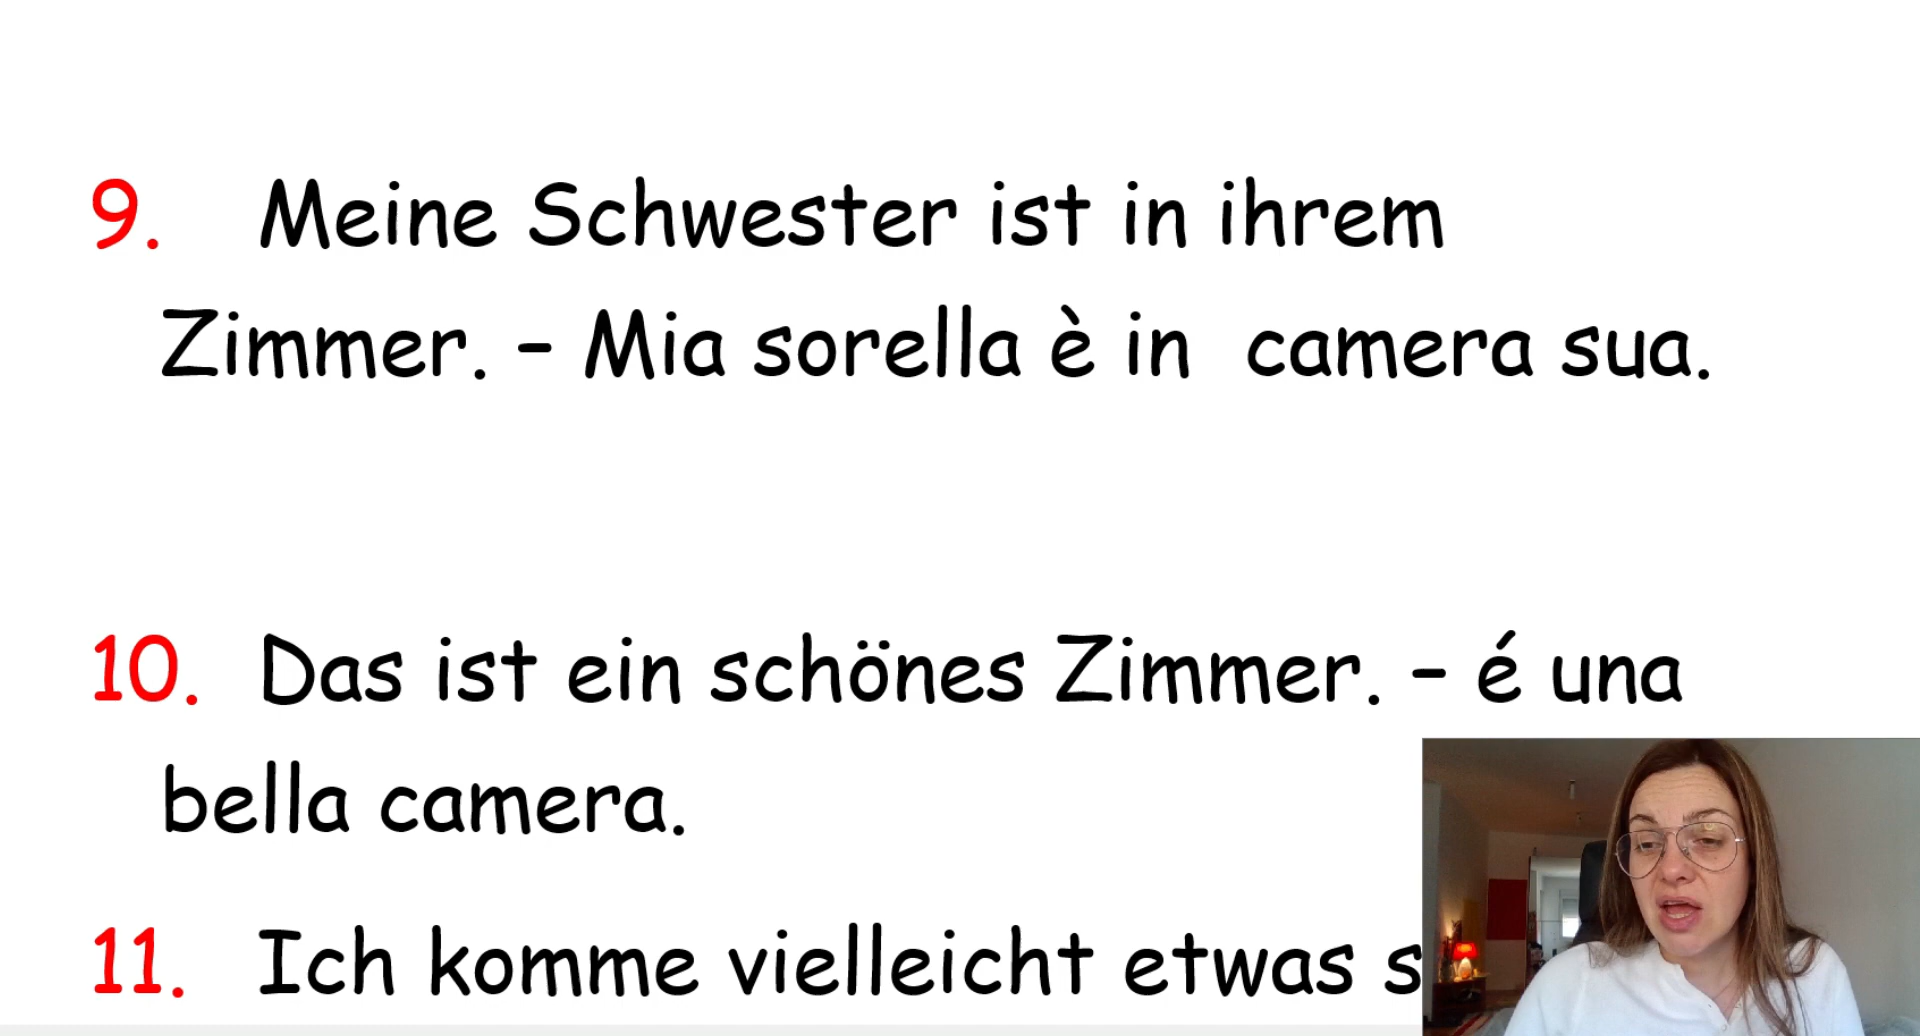 9. Meine Schwester ist in ihrem
Zimmer. – Mia sorella è in camera sua.
10. Das ist ein schönes Zimmer. – é una
bella camera.
11. Ich komme vielleicht etwas s